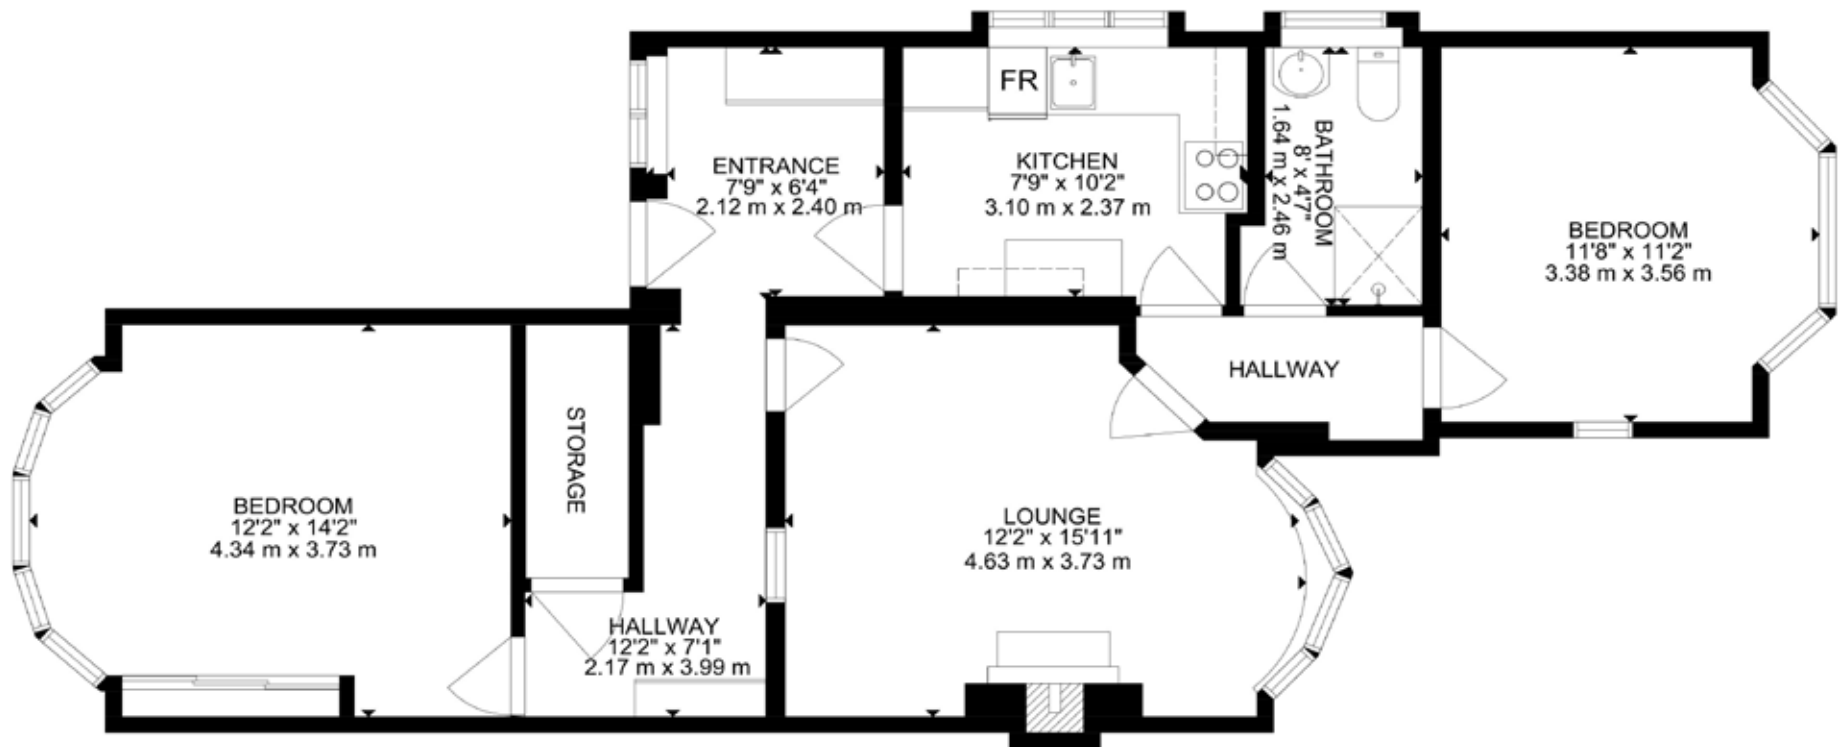 FR
ENTRANCE
7'9" x 6'4"
2.12 m x 2.40 m
KITCHEN
7'9" x 10'2"
3.10 m x 2.37 m
BATHROOM
8' x 4'7"
1.64 m x 2.46 m
BEDROOM
11'8" x 11'2"
3.38 m x 3.56 m
HALLWAY
STORAGE
BEDROOM
12'2" x 14'2"
4.34 m x 3.73 m
LOUNGE
12'2" x 15'11"
4.63 m x 3.73 m
HALLWAY
12'2" x 7'1"
2.17 m x 3.99 m